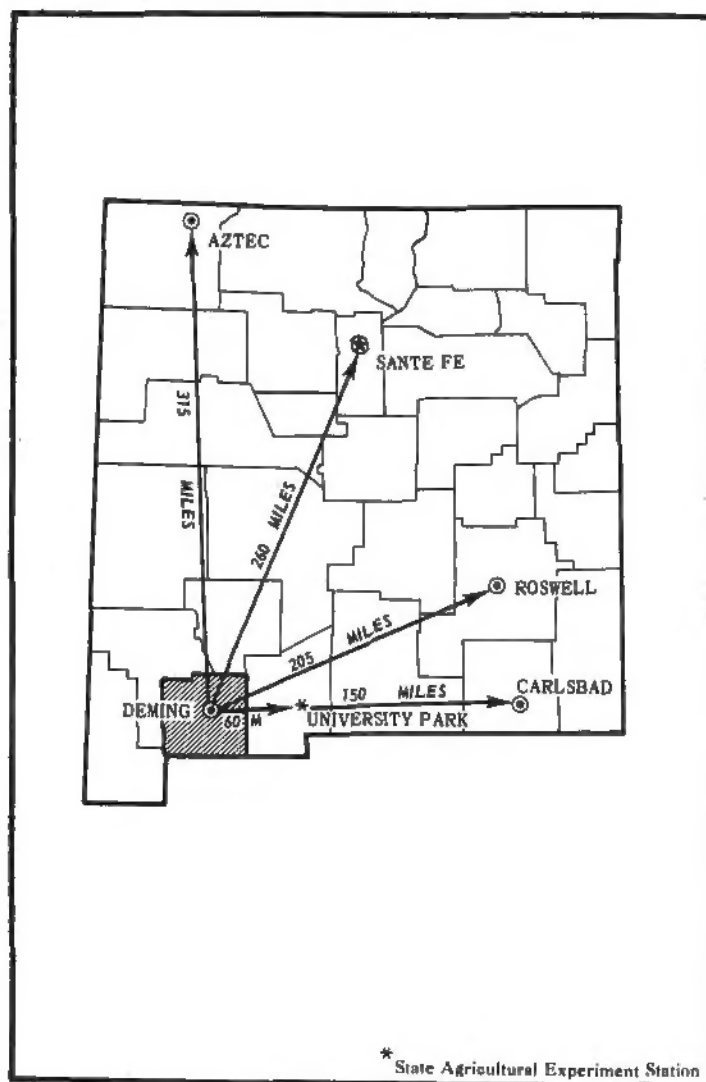 AZTEC
SANTE FE
315 MILES
260 MILES
ROSWELL
205 MILES
150 MILES
CARLSBAD
DEMING
60 M
*UNIVERSITY PARK
*State Agricultural Experiment Station